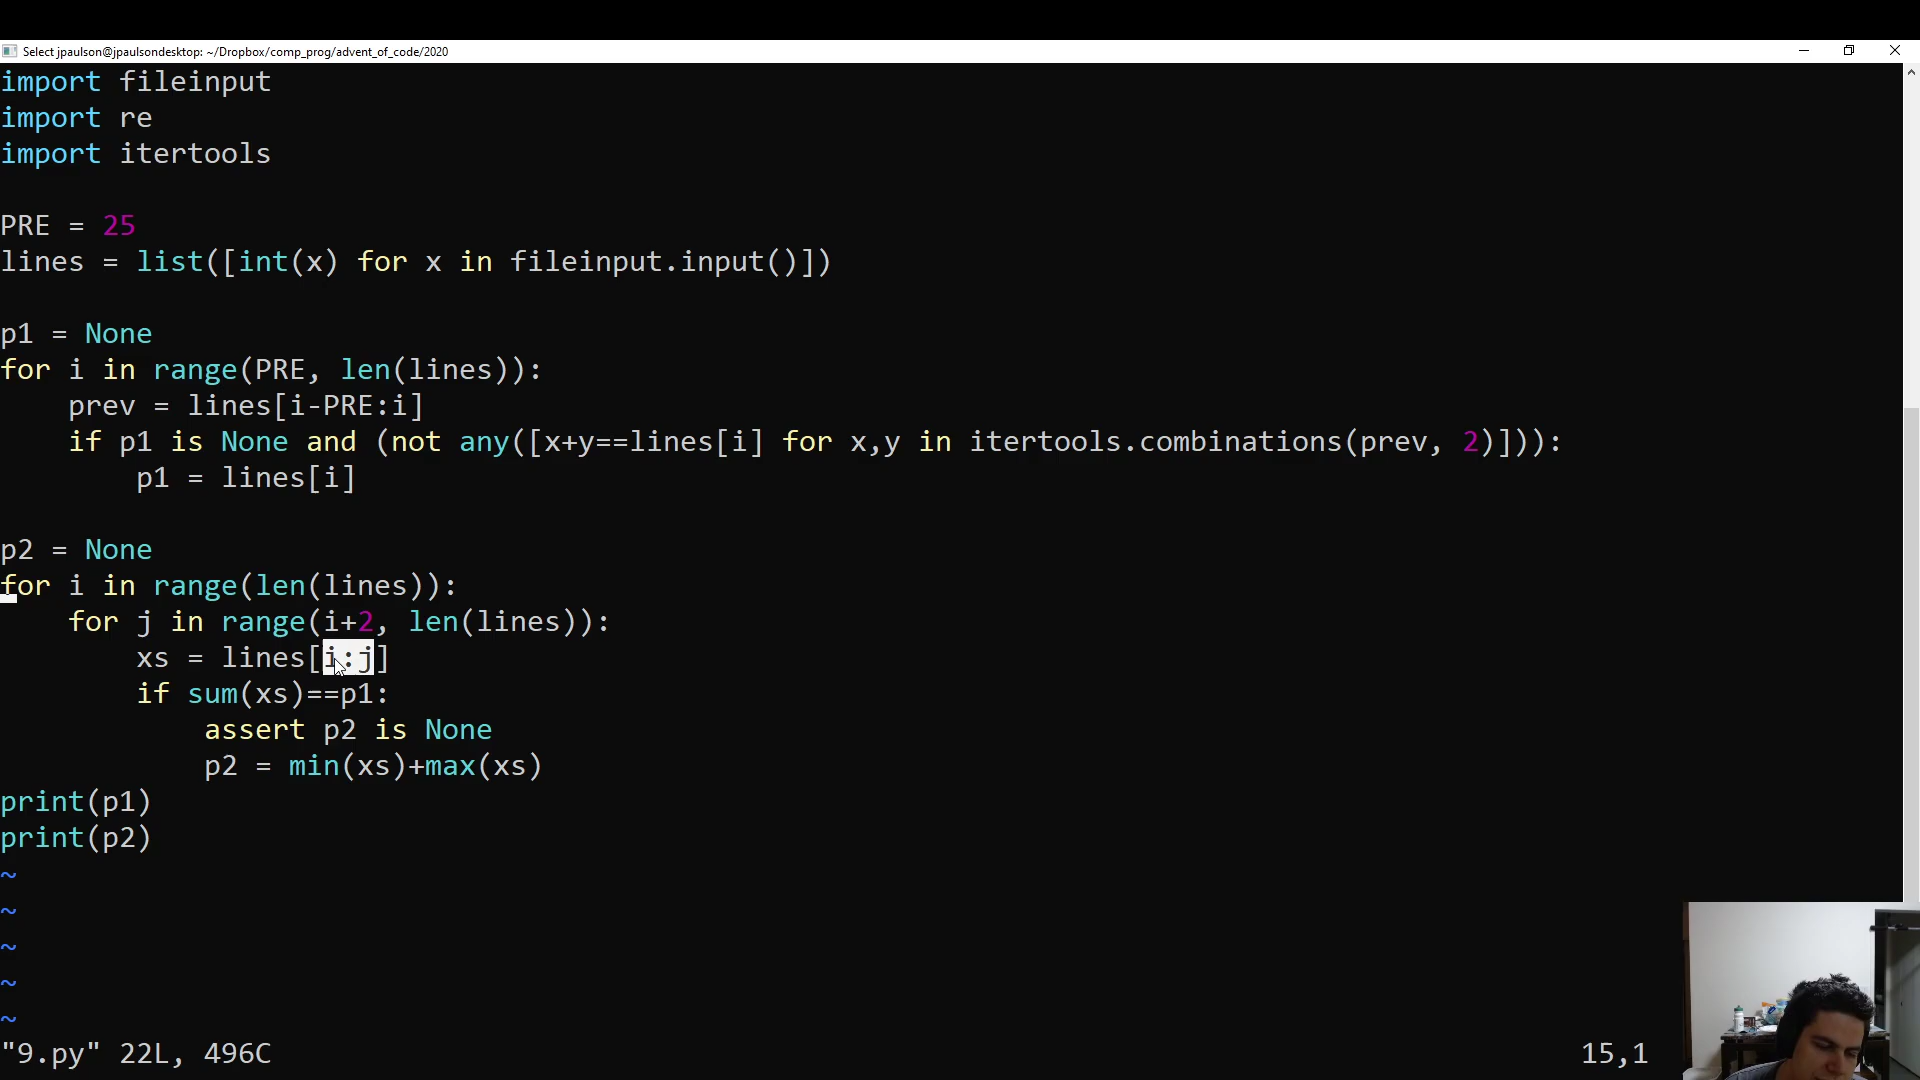 Select jpaulson@jpaulsondesktop: ~/Dropbox/comp_prog/advent_of_code/2020
import fileinput
import re
import itertools

PRE = 25
lines = list([int(x) for x in fileinput.input()])

p1 = None
for i in range(PRE, len(lines)):
    prev = lines[i-PRE:i]
    if p1 is None and (not any([x+y==lines[i] for x,y in itertools.combinations(prev, 2)])):
        p1 = lines[i]

p2 = None
for i in range(len(lines)):
    for j in range(i+2, len(lines)):
        xs = lines[i:j]
        if sum(xs)==p1:
            assert p2 is None
            p2 = min(xs)+max(xs)
print(p1)
print(p2)
~
~
~
~
~
"9.py" 22L, 496C 15,1